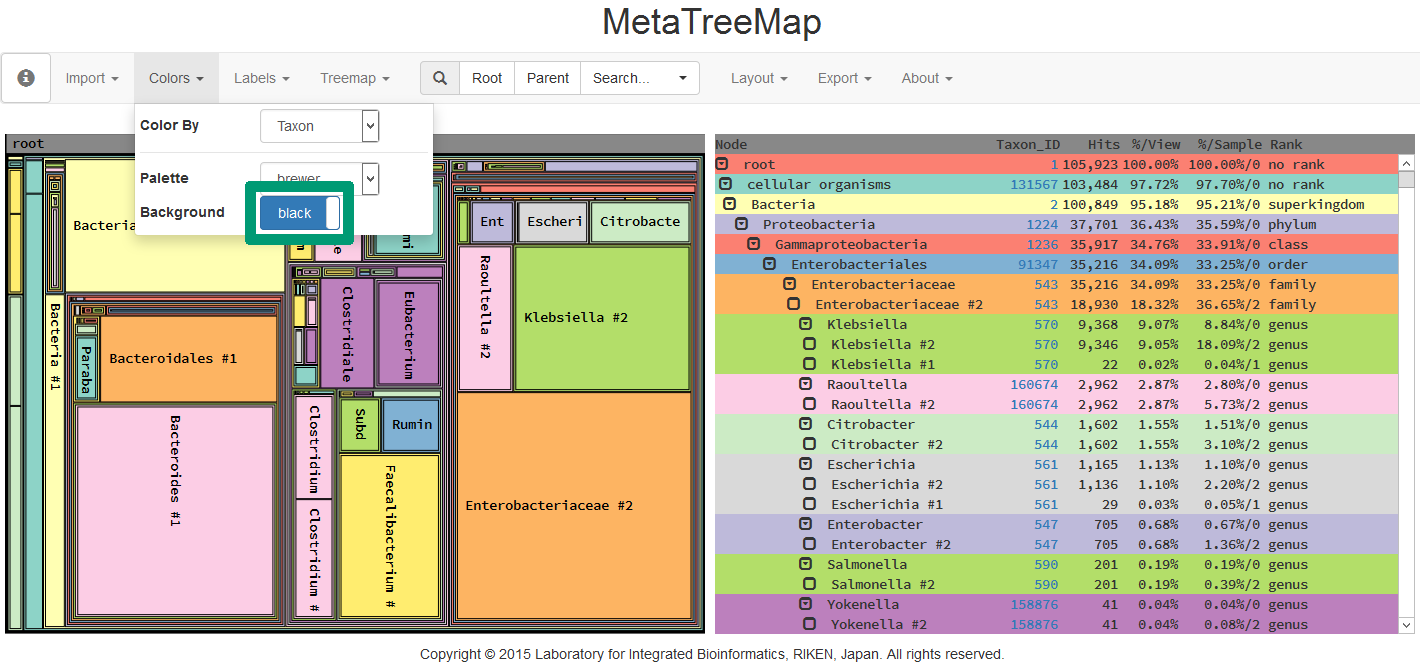 MetaTreeMap
Import Colors Labels Treemap Root Parent Search... Layout Export About
Color By Taxon
Palette brewer
Background black
root
Bacteria
Bacteria #1
Paraba
Bacteroidales #1
Bacteroides #1
Clostridiale
Eubacterium
Clostridium
Clostridium #
Subd
Rumin
Faecalibacterium #
Ent
Escheri
Citrobacte
Raoultella #2
Klebsiella #2
Enterobacteriaceae #2
Node Taxon_ID Hits %/View %/Sample Rank
root 1 105,923 100.00% 100.00%/0 no rank
cellular organisms 131567 103,484 97.72% 97.70%/0 no rank
Bacteria 2 100,849 95.18% 95.21%/0 superkingdom
Proteobacteria 1224 37,701 36.43% 35.59%/0 phylum
Gammaproteobacteria 1236 35,917 34.76% 33.91%/0 class
Enterobacteriales 91347 35,216 34.09% 33.25%/0 order
Enterobacteriaceae 543 35,216 34.09% 33.25%/0 family
Enterobacteriaceae #2 543 18,930 18.32% 36.65%/2 family
Klebsiella 570 9,368 9.07% 8.84%/0 genus
Klebsiella #2 570 9,346 9.05% 18.09%/2 genus
Klebsiella #1 570 22 0.02% 0.04%/1 genus
Raoultella 160674 2,962 2.87% 2.80%/0 genus
Raoultella #2 160674 2,962 2.87% 5.73%/2 genus
Citrobacter 544 1,602 1.55% 1.51%/0 genus
Citrobacter #2 544 1,602 1.55% 3.10%/2 genus
Escherichia 561 1,165 1.13% 1.10%/0 genus
Escherichia #2 561 1,136 1.10% 2.20%/2 genus
Escherichia #1 561 29 0.03% 0.05%/1 genus
Enterobacter 547 705 0.68% 0.67%/0 genus
Enterobacter #2 547 705 0.68% 1.36%/2 genus
Salmonella 590 201 0.19% 0.19%/0 genus
Salmonella #2 590 201 0.19% 0.39%/2 genus
Yokenella 158876 41 0.04% 0.04%/0 genus
Yokenella #2 158876 41 0.04% 0.08%/2 genus
Copyright © 2015 Laboratory for Integrated Bioinformatics, RIKEN, Japan. All rights reserved.